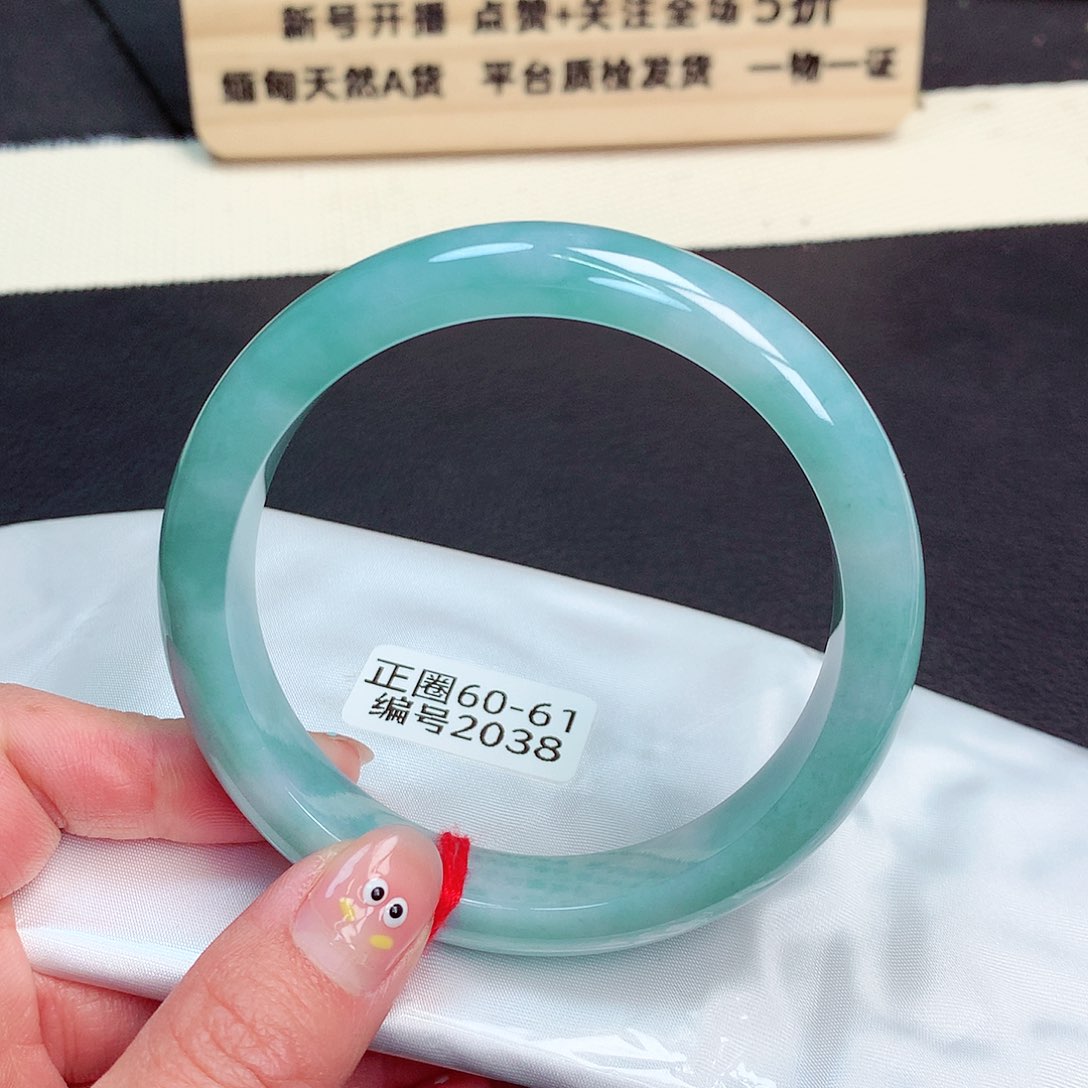 新号开播 点赞+关注全场5折
缅甸天然A货 平台质检发货 一物一证
正圈60-61
编号2038